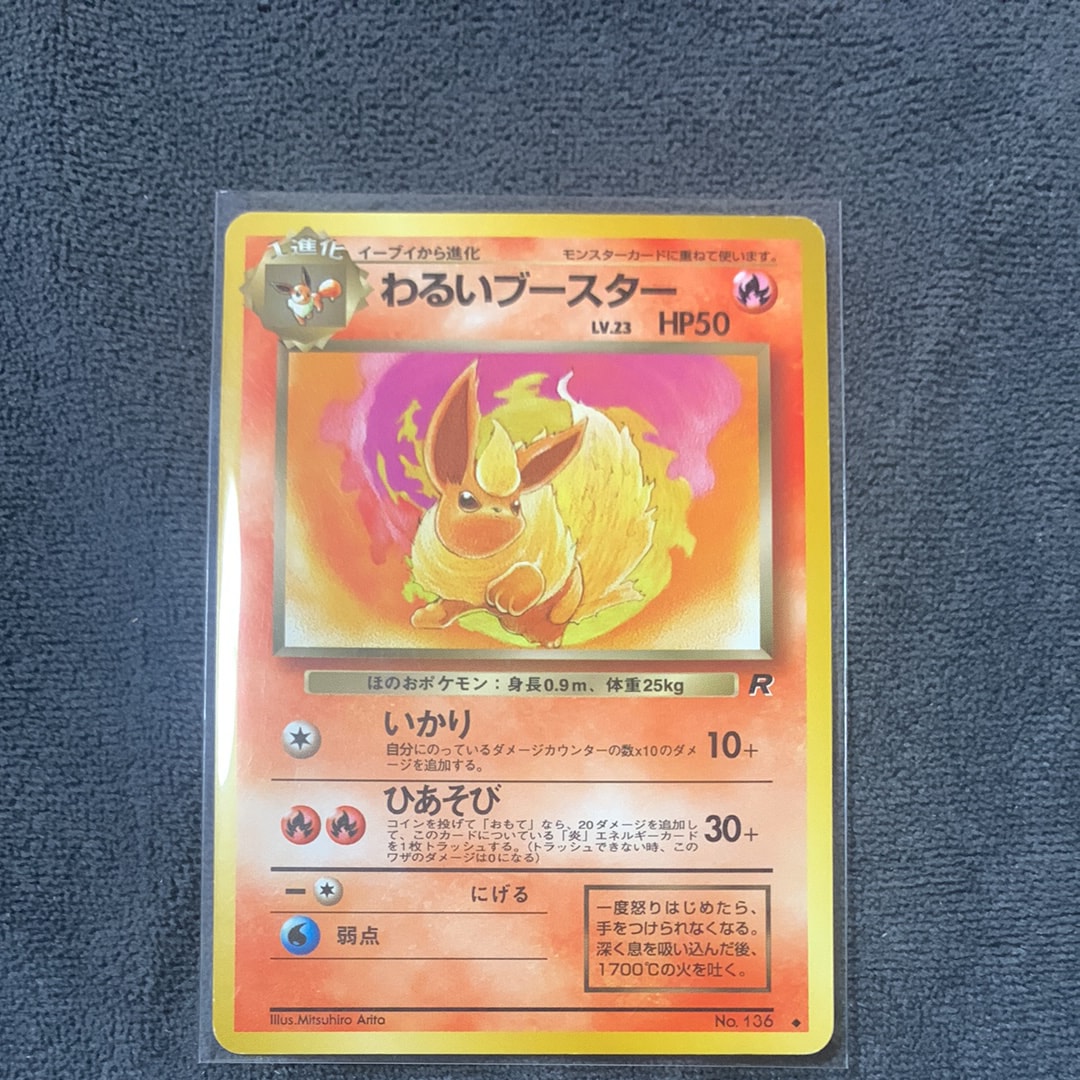 1進化
イーブイから進化
モンスターカードに重ねて使います。
わるいブースター
LV.23 HP50
ほのおポケモン：身長0.9m、体重25kg R
いかり
自分にのっているダメージカウンターの数x10のダメ
ージを追加する。
10+
ひあそび
コインを投げて「おもて」なら、20ダメージを追加し
て、このカードについている「炎」エネルギーカード
を1枚トラッシュする。(トラッシュできない時、この
ワザのダメージは0になる)
30+
にげる
弱点
一度怒りはじめたら、
手をつけられなくなる。
深く息を吸い込んだ後、
1700℃の火を吐く。
Illus.Mitsuhiro Arita
No. 136